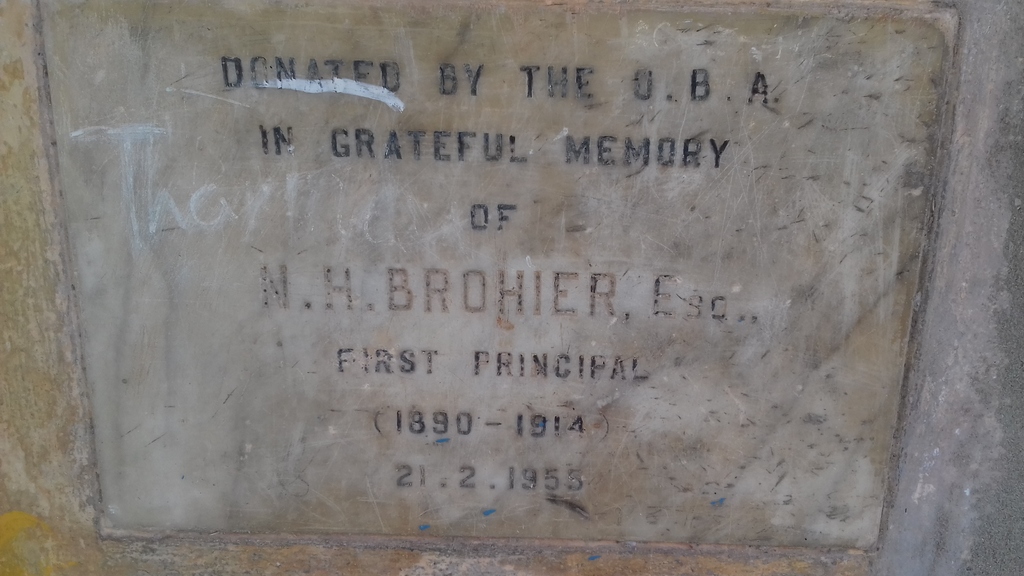 DONATED BY THE O.B.A.
IN GRATEFUL MEMORY
OF
N.H.BROHIER, Esq.,
FIRST PRINCIPAL
(1890-1914)
21.2.1955